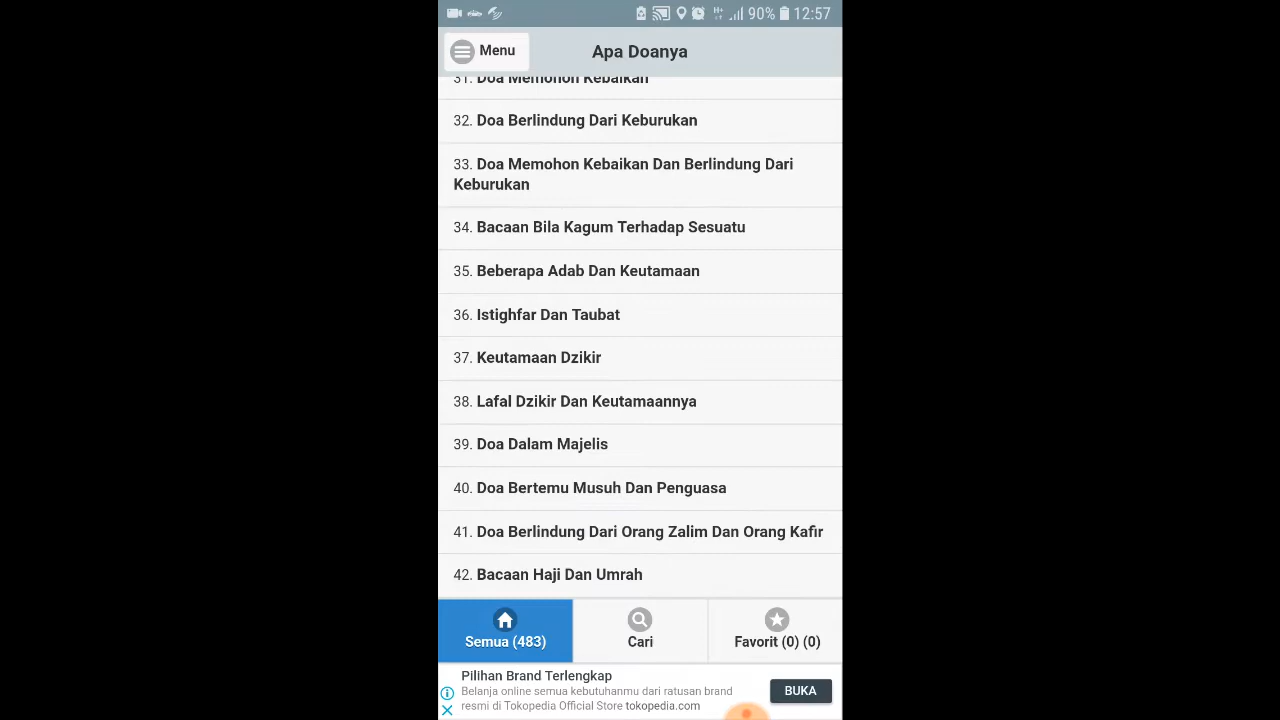 90% 12:57
Menu
Apa Doanya
31. Doa Memohon Kebaikan
32. Doa Berlindung Dari Keburukan
33. Doa Memohon Kebaikan Dan Berlindung Dari
Keburukan
34. Bacaan Bila Kagum Terhadap Sesuatu
35. Beberapa Adab Dan Keutamaan
36. Istighfar Dan Taubat
37. Keutamaan Dzikir
38. Lafal Dzikir Dan Keutamaannya
39. Doa Dalam Majelis
40. Doa Bertemu Musuh Dan Penguasa
41. Doa Berlindung Dari Orang Zalim Dan Orang Kafir
42. Bacaan Haji Dan Umrah
Semua (483)
Cari
Favorit (0) (0)
Pilihan Brand Terlengkap
Belanja online semua kebutuhanmu dari ratusan brand
resmi di Tokopedia Official Store tokopedia.com
BUKA